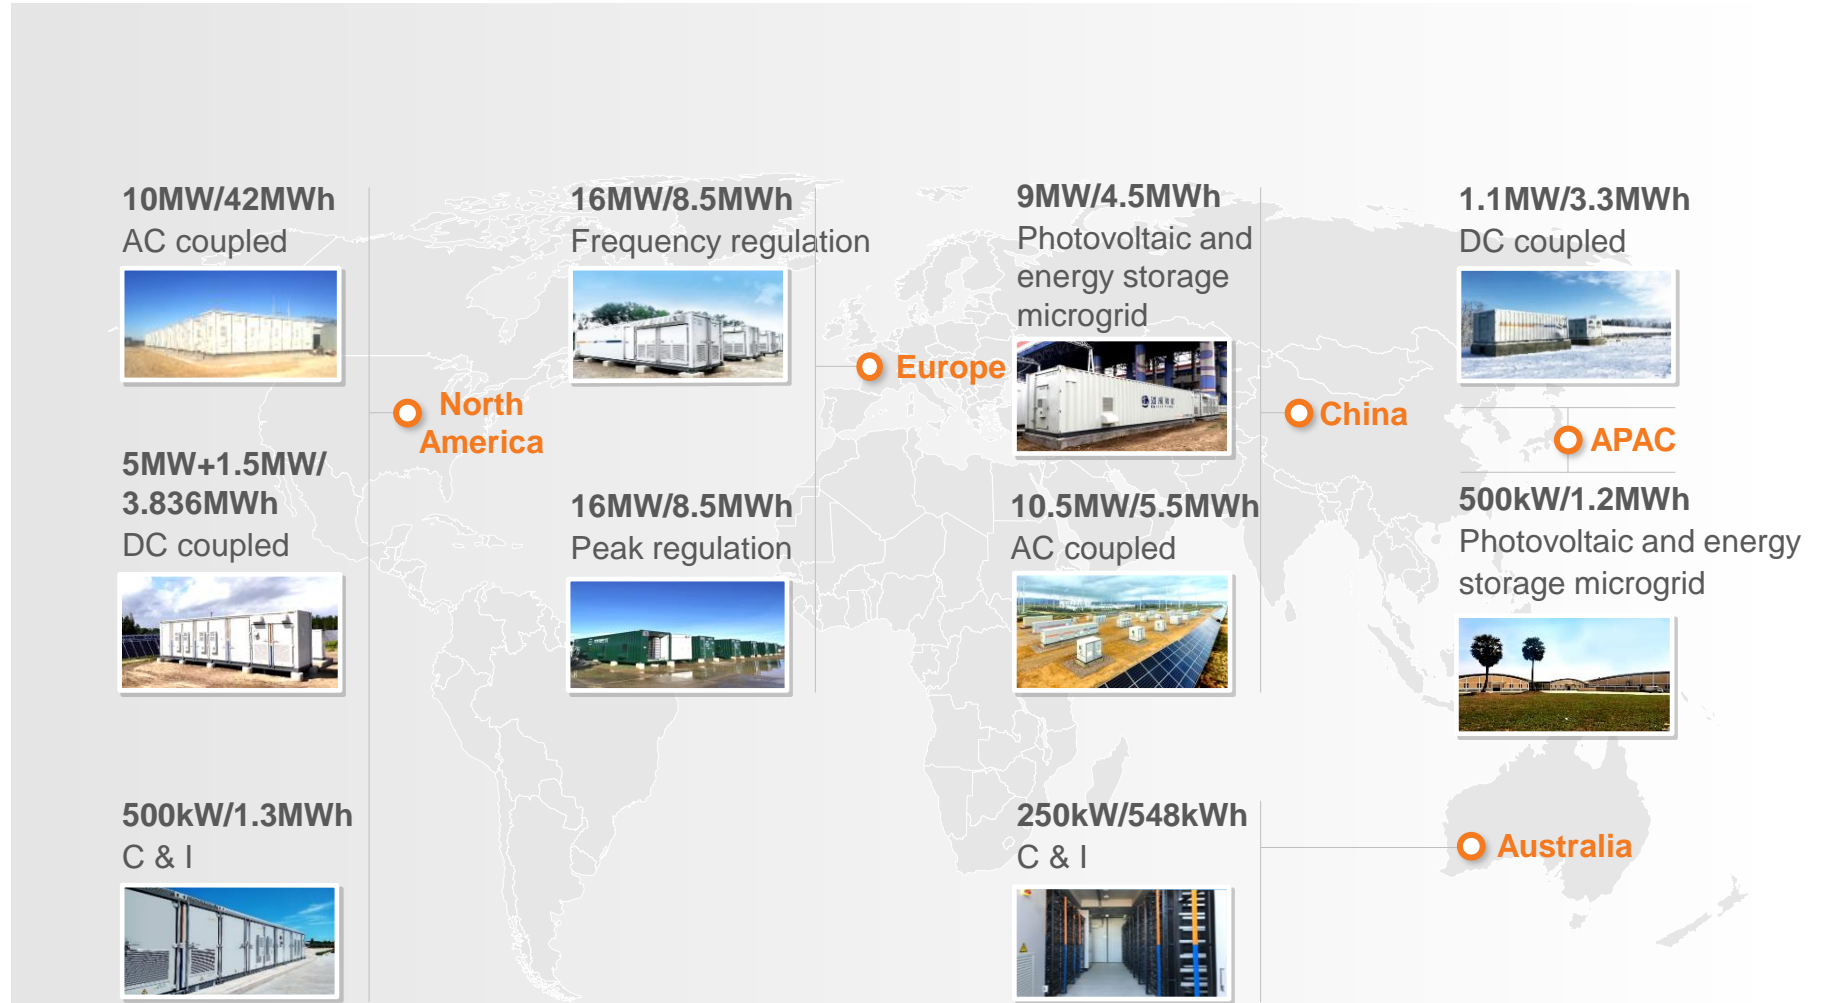 10MW/42MWh
AC coupled
5MW+1.5MW/
3.836MWh
DC coupled
500kW/1.3MWh
C & I
North
America
16MW/8.5MWh
Frequency regulation
16MW/8.5MWh
Peak regulation
Europe
9MW/4.5MWh
Photovoltaic and
energy storage
microgrid
10.5MW/5.5MWh
AC coupled
China
1.1MW/3.3MWh
DC coupled
APAC
500kW/1.2MWh
Photovoltaic and energy
storage microgrid
250kW/548kWh
C & I
Australia